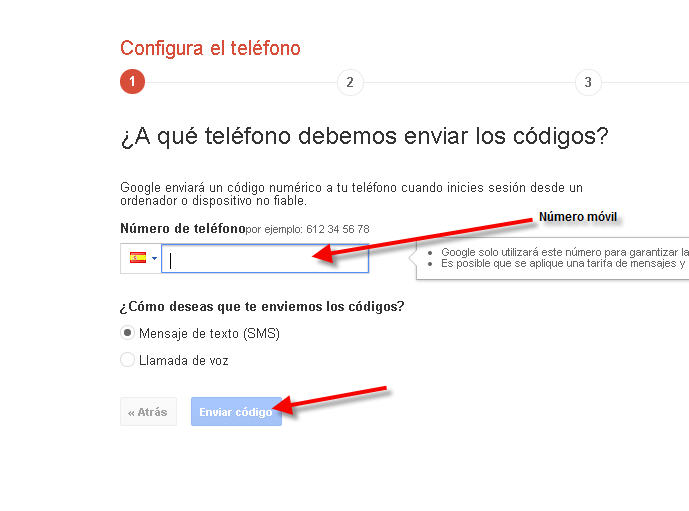 Configura el teléfono
1
2
3
¿A qué teléfono debemos enviar los códigos?
Google enviará un código numérico a tu teléfono cuando inicies sesión desde un
ordenador o dispositivo no fiable.
Número de teléfono por ejemplo: 612 34 56 78
Número móvil
Google solo utilizará este número para garantizar la
Es posible que se aplique una tarifa de mensajes y
¿Cómo deseas que te enviemos los códigos?
Mensaje de texto (SMS)
Llamada de voz
« Atrás
Enviar código